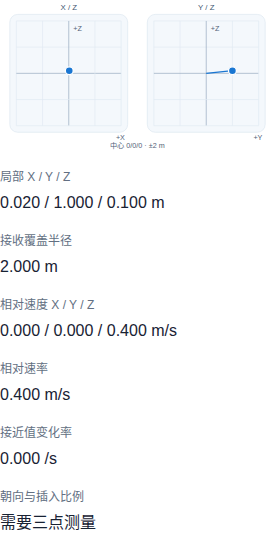 X / Z
Y / Z
+Z
+Z
+X
+Y
中心 0/0/0 · ±2 m
局部 X / Y / Z
0.020 / 1.000 / 0.100 m
接收覆盖半径
2.000 m
相对速度 X / Y / Z
0.000 / 0.000 / 0.400 m/s
相对速率
0.400 m/s
接近值变化率
0.000 /s
朝向与插入比例
需要三点测量